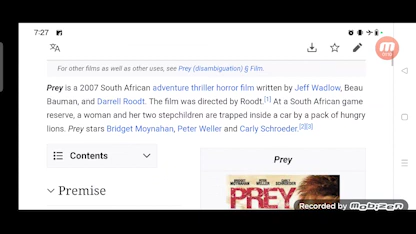 7:27
For other films as well as other uses, see Prey (disambiguation) § Film.
Prey is a 2007 South African adventure thriller horror film written by Jeff Wadlow, Beau
Bauman, and Darrell Roodt. The film was directed by Roodt.[1] At a South African game
reserve, a woman and her two stepchildren are trapped inside a car by a pack of hungry
lions. Prey stars Bridget Moynahan, Peter Weller and Carly Schroeder.[2][3]
Contents
Prey
Premise
PREY
Recorded by Mobizen